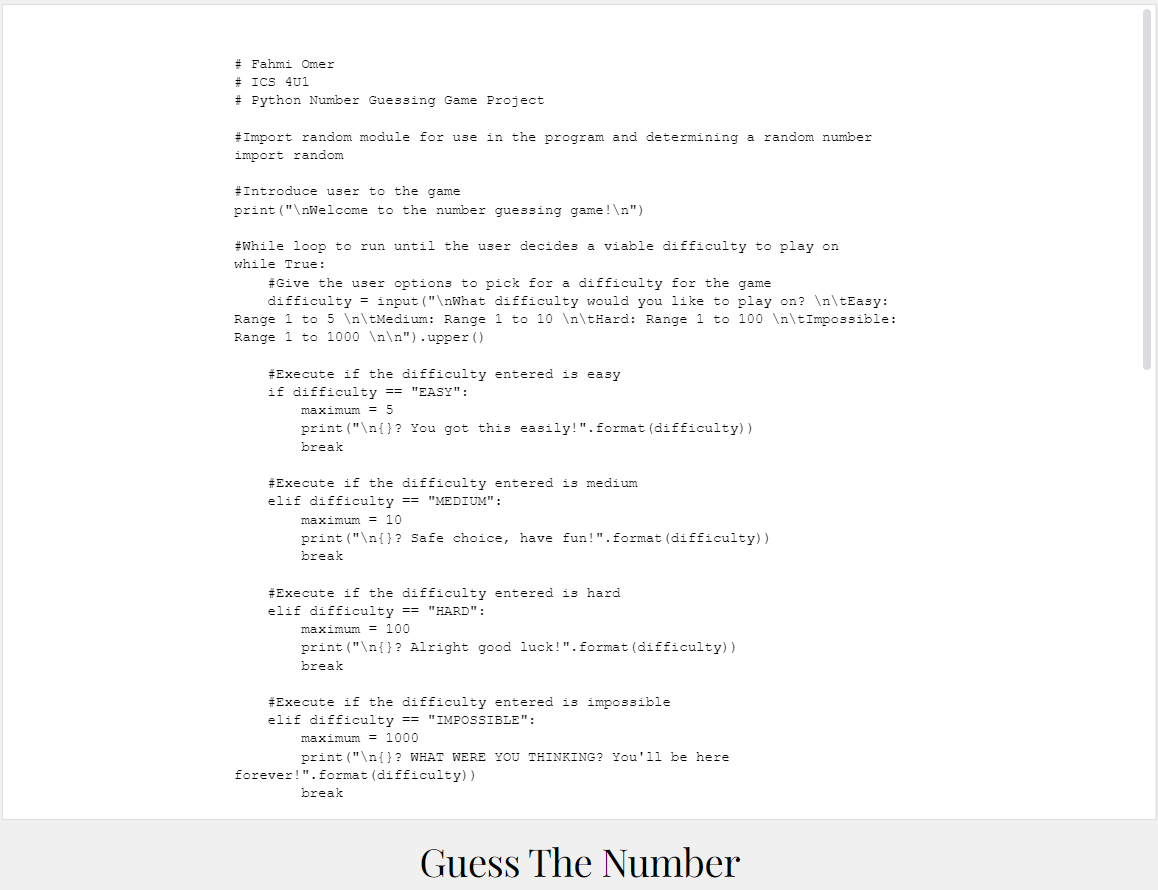 # Fahmi Omer
# ICS 4U1
# Python Number Guessing Game Project

#Import random module for use in the program and determining a random number
import random

#Introduce user to the game
print("\nWelcome to the number guessing game!\n")

#While loop to run until the user decides a viable difficulty to play on
while True:
    #Give the user options to pick for a difficulty for the game
    difficulty = input("\nWhat difficulty would you like to play on? \n\tEasy:
Range 1 to 5 \n\tMedium: Range 1 to 10 \n\tHard: Range 1 to 100 \n\tImpossible:
Range 1 to 1000 \n\n").upper()

    #Execute if the difficulty entered is easy
    if difficulty == "EASY":
        maximum = 5
        print("\n{}? You got this easily!".format(difficulty))
        break

    #Execute if the difficulty entered is medium
    elif difficulty == "MEDIUM":
        maximum = 10
        print("\n{}? Safe choice, have fun!".format(difficulty))
        break

    #Execute if the difficulty entered is hard
    elif difficulty == "HARD":
        maximum = 100
        print("\n{}? Alright good luck!".format(difficulty))
        break

    #Execute if the difficulty entered is impossible
    elif difficulty == "IMPOSSIBLE":
        maximum = 1000
        print("\n{}? WHAT WERE YOU THINKING? You'll be here
forever!".format(difficulty))
        break

Guess The Number